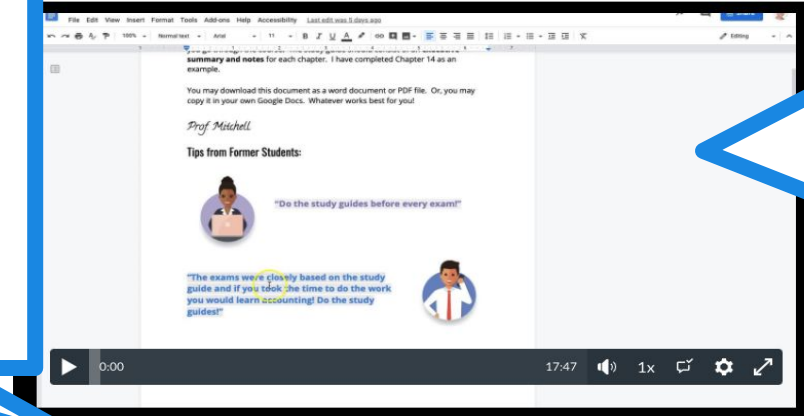 File Edit View Insert Format Tools Add-ons Help Accessibility Last edit was 5 days ago
100% Normal text Arial 11 B I U A Editing
summary and notes for each chapter. I have completed Chapter 14 as an
example.
You may download this document as a word document or PDF file. Or, you may
copy it in your own Google Docs. Whatever works best for you!
Prof Mitchell
Tips from Former Students:
"Do the study guides before every exam!"
"The exams were closely based on the study
guide and if you took the time to do the work
you would learn accounting! Do the study
guides!"
0:00 17:47 1x